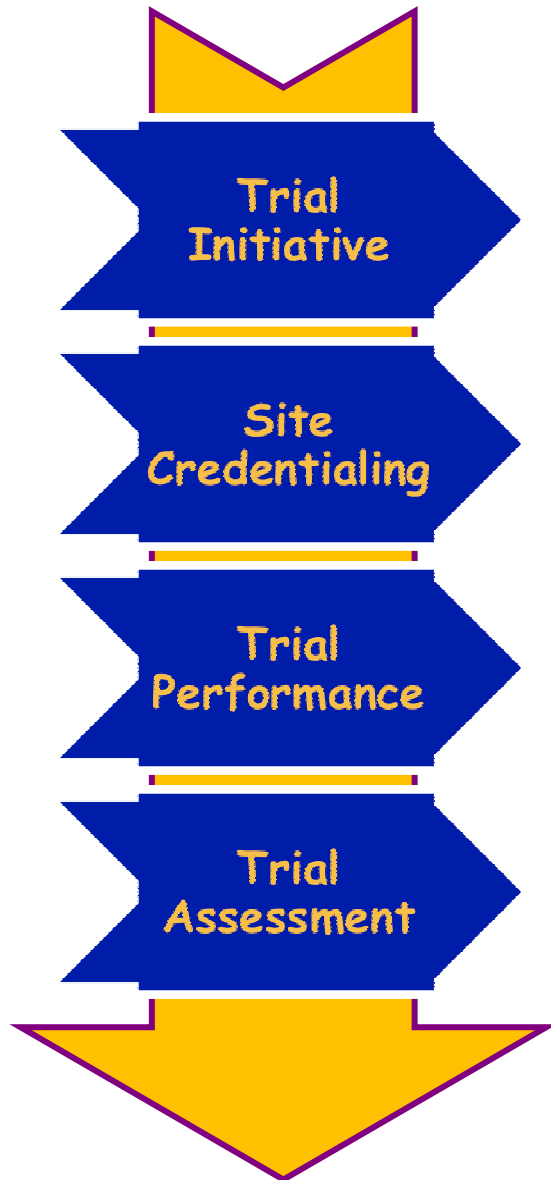 Trial
Initiative
Site
Credentialing
Trial
Performance
Trial
Assessment